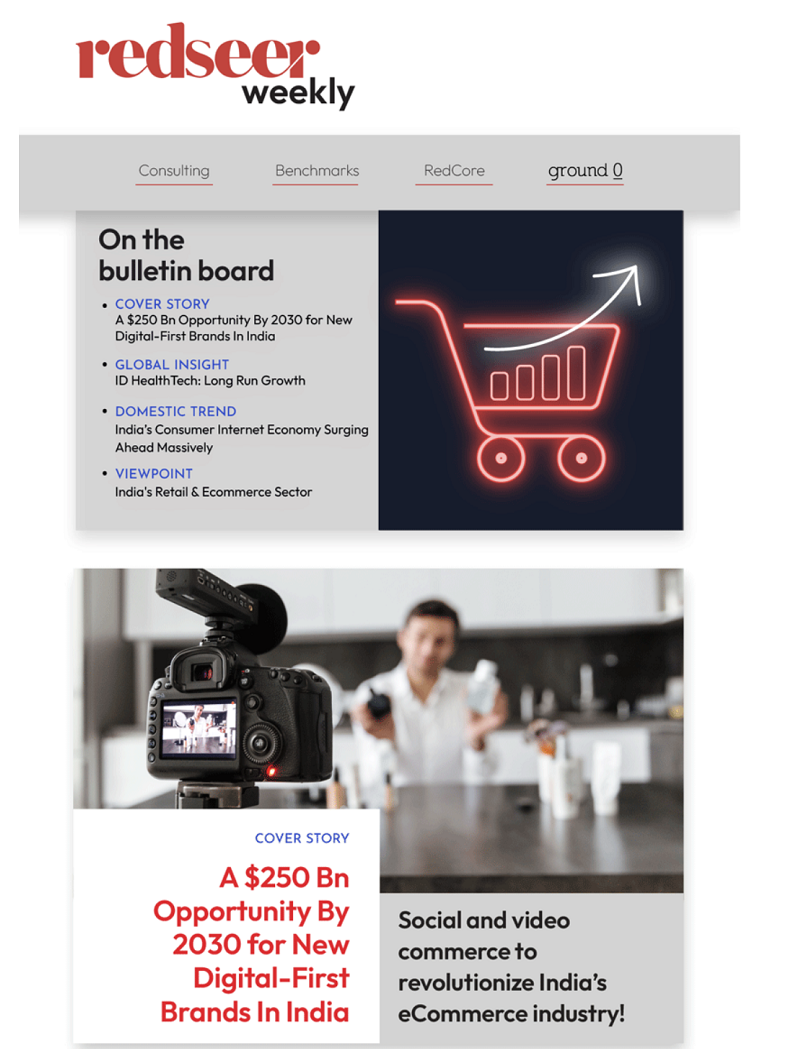 redseer
weekly
Consulting
Benchmarks
RedCore
ground 0
On the
bulletin board
• COVER STORY
A $250 Bn Opportunity By 2030 for New
Digital-First Brands In India
• GLOBAL INSIGHT
ID HealthTech: Long Run Growth
• DOMESTIC TREND
India's Consumer Internet Economy Surging
Ahead Massively
• VIEWPOINT
India's Retail & Ecommerce Sector
COVER STORY
A $250 Bn
Opportunity By
2030 for New
Digital-First
Brands In India
Social and video
commerce to
revolutionize India’s
eCommerce industry!